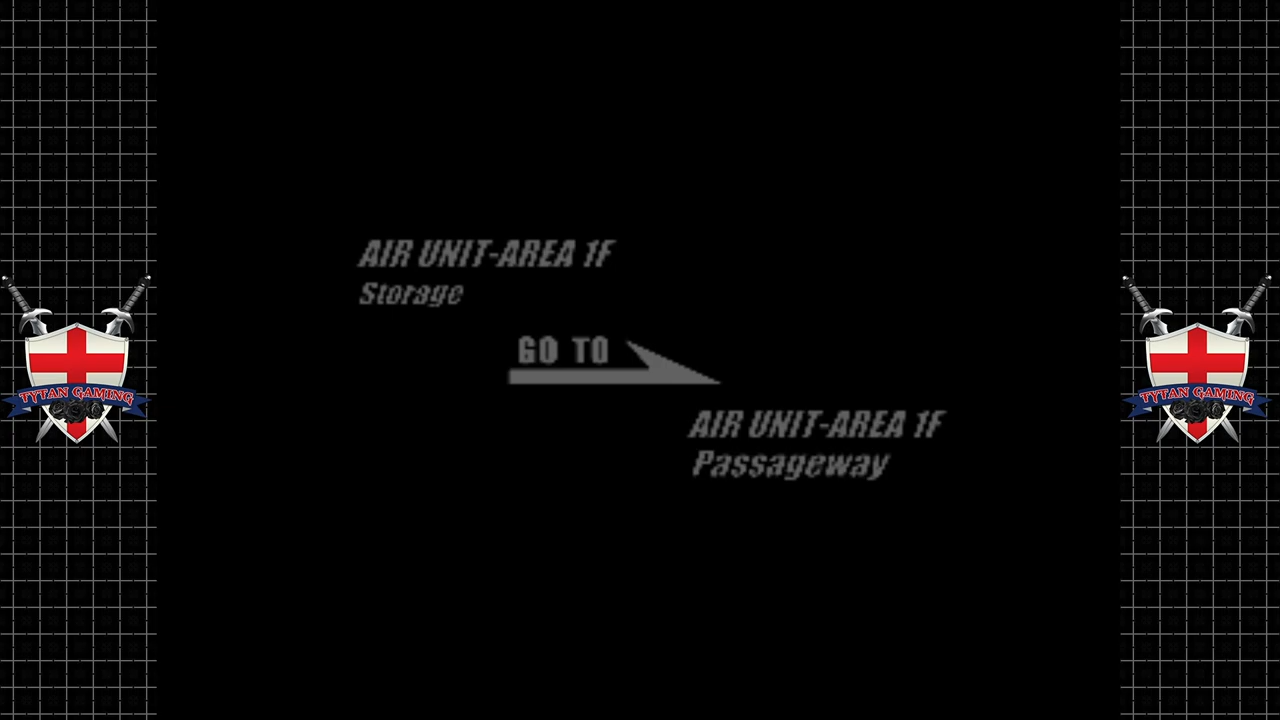 AIR UNIT-AREA 1F
Storage
GO TO
AIR UNIT-AREA 1F
Passageway
TYTAN GAMING
TYTAN GAMING